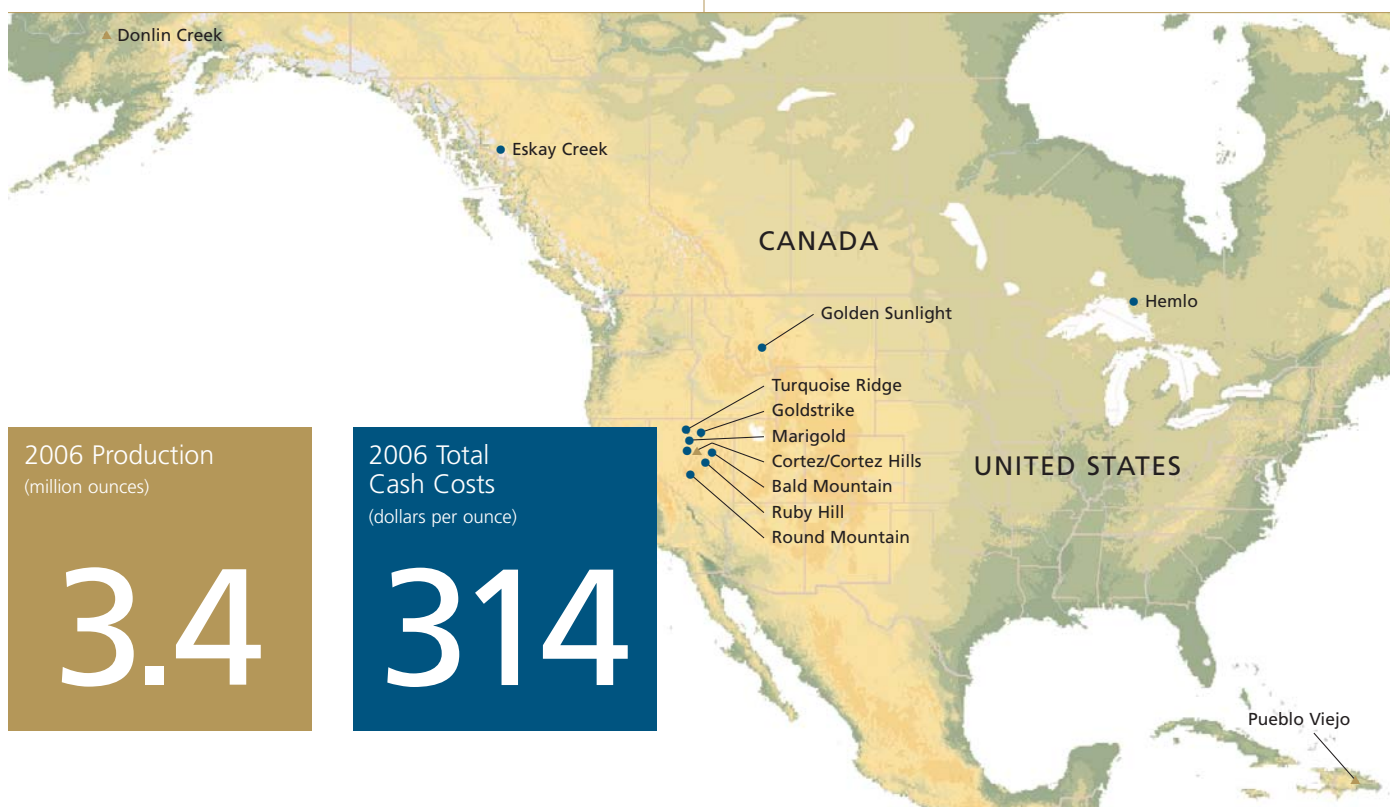 Donlin Creek
Eskay Creek
CANADA
Hemlo
Golden Sunlight
Turquoise Ridge
Goldstrike
Marigold
Cortez/Cortez Hills
Bald Mountain
Ruby Hill
Round Mountain
UNITED STATES
2006 Production
(million ounces)
3.4
2006 Total
Cash Costs
(dollars per ounce)
314
Pueblo Viejo